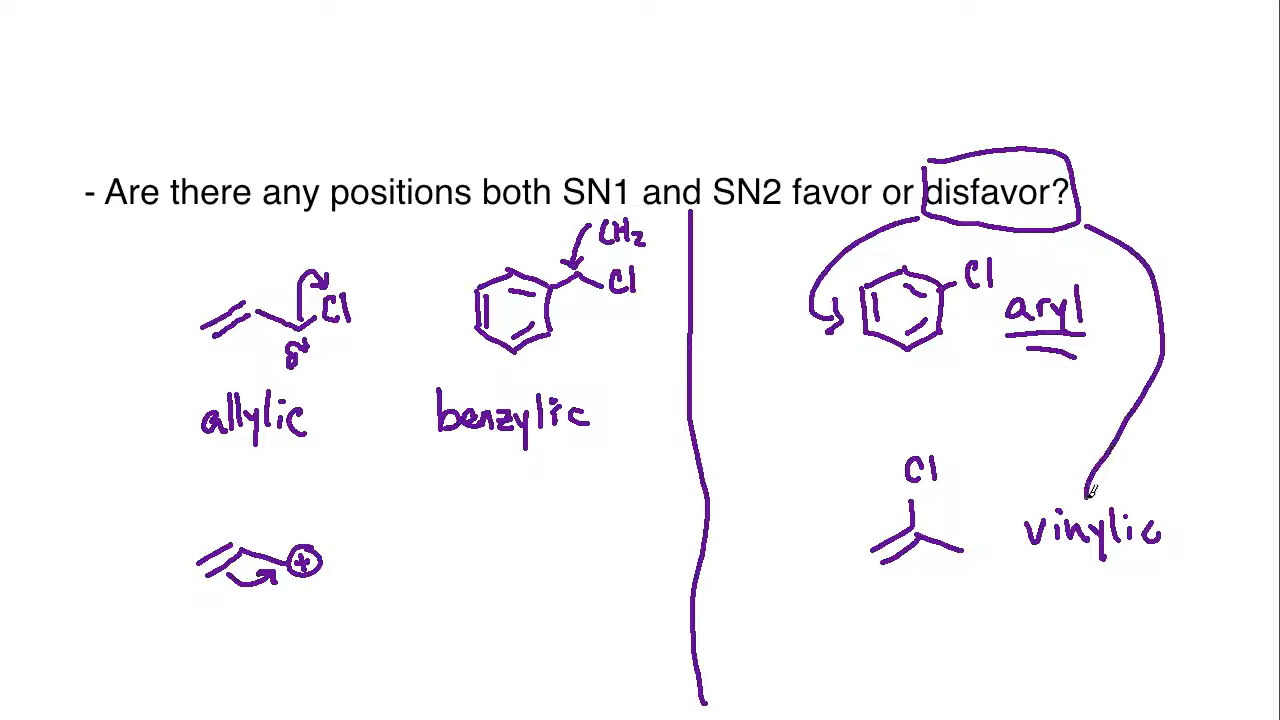 - Are there any positions both SN1 and SN2 favor or disfavor?
CH2
Cl
Cl
allylic
benzylic
+
Cl
aryl
Cl
vinylic